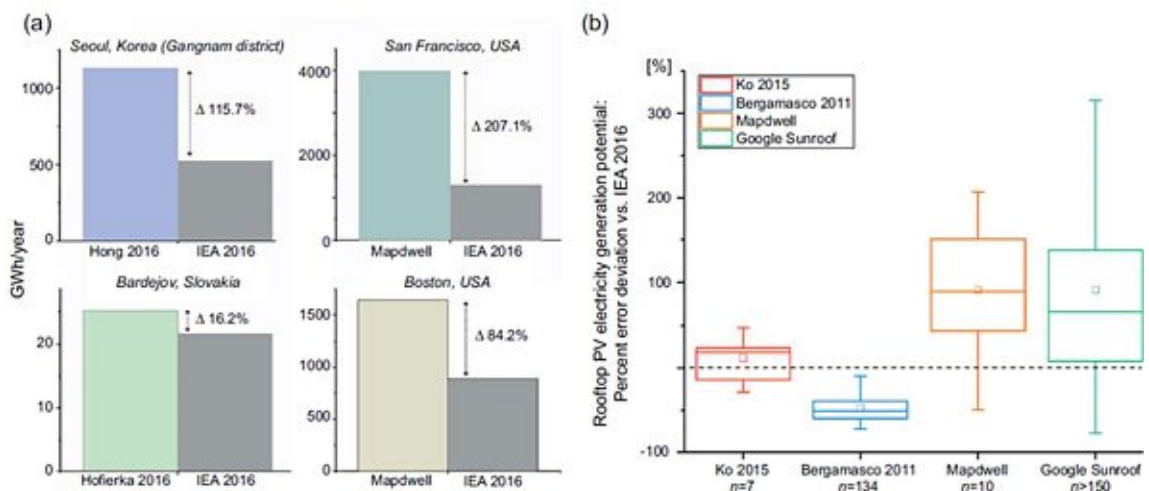 (a)
Seoul, Korea (Gangnam district)
1000
500
0
Δ 115.7%
Hong 2016 IEA 2016
San Francisco, USA
4000
2000
0
Δ 207.1%
Mapdwell IEA 2016
GWh/year
Bardejov, Slovakia
20
10
0
Δ 16.2%
Hofierka 2016 IEA 2016
Boston, USA
1500
1000
500
0
Δ 84.2%
Mapdwell IEA 2016
(b)
[%]
Rooftop PV electricity generation potential:
Percent error deviation vs. IEA 2016
300
200
100
-100
Ko 2015
Bergamasco 2011
Mapdwell
Google Sunroof
Ko 2015 Bergamasco 2011 Mapdwell Google Sunroof
n=7 n=134 n=10 n>150